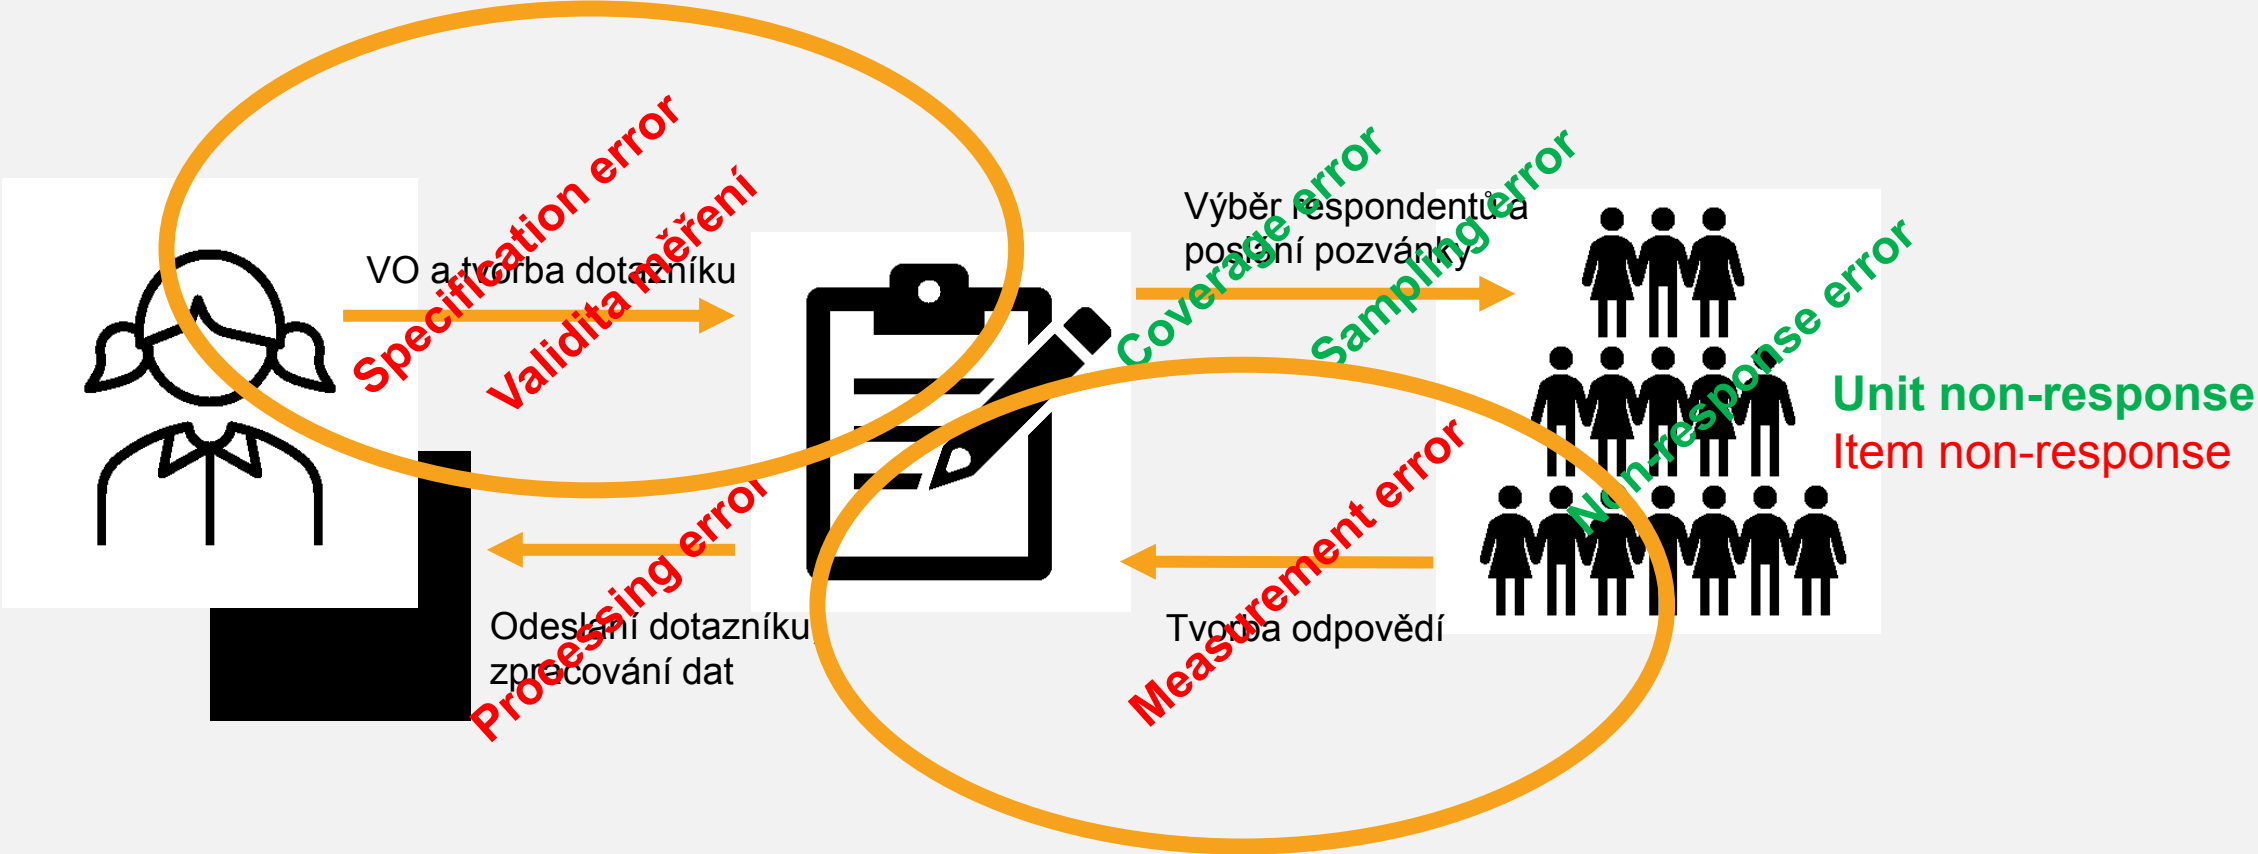 VO a tvorba dotazníku
Specification error
Validita měření
Výběr respondentů a
poslání pozvánky
Coverage error
Sampling error
Non-response error
Unit non-response
Item non-response
Odeslání dotazníku,
zpracování dat
Processing error
Tvorba odpovědí
Measurement error